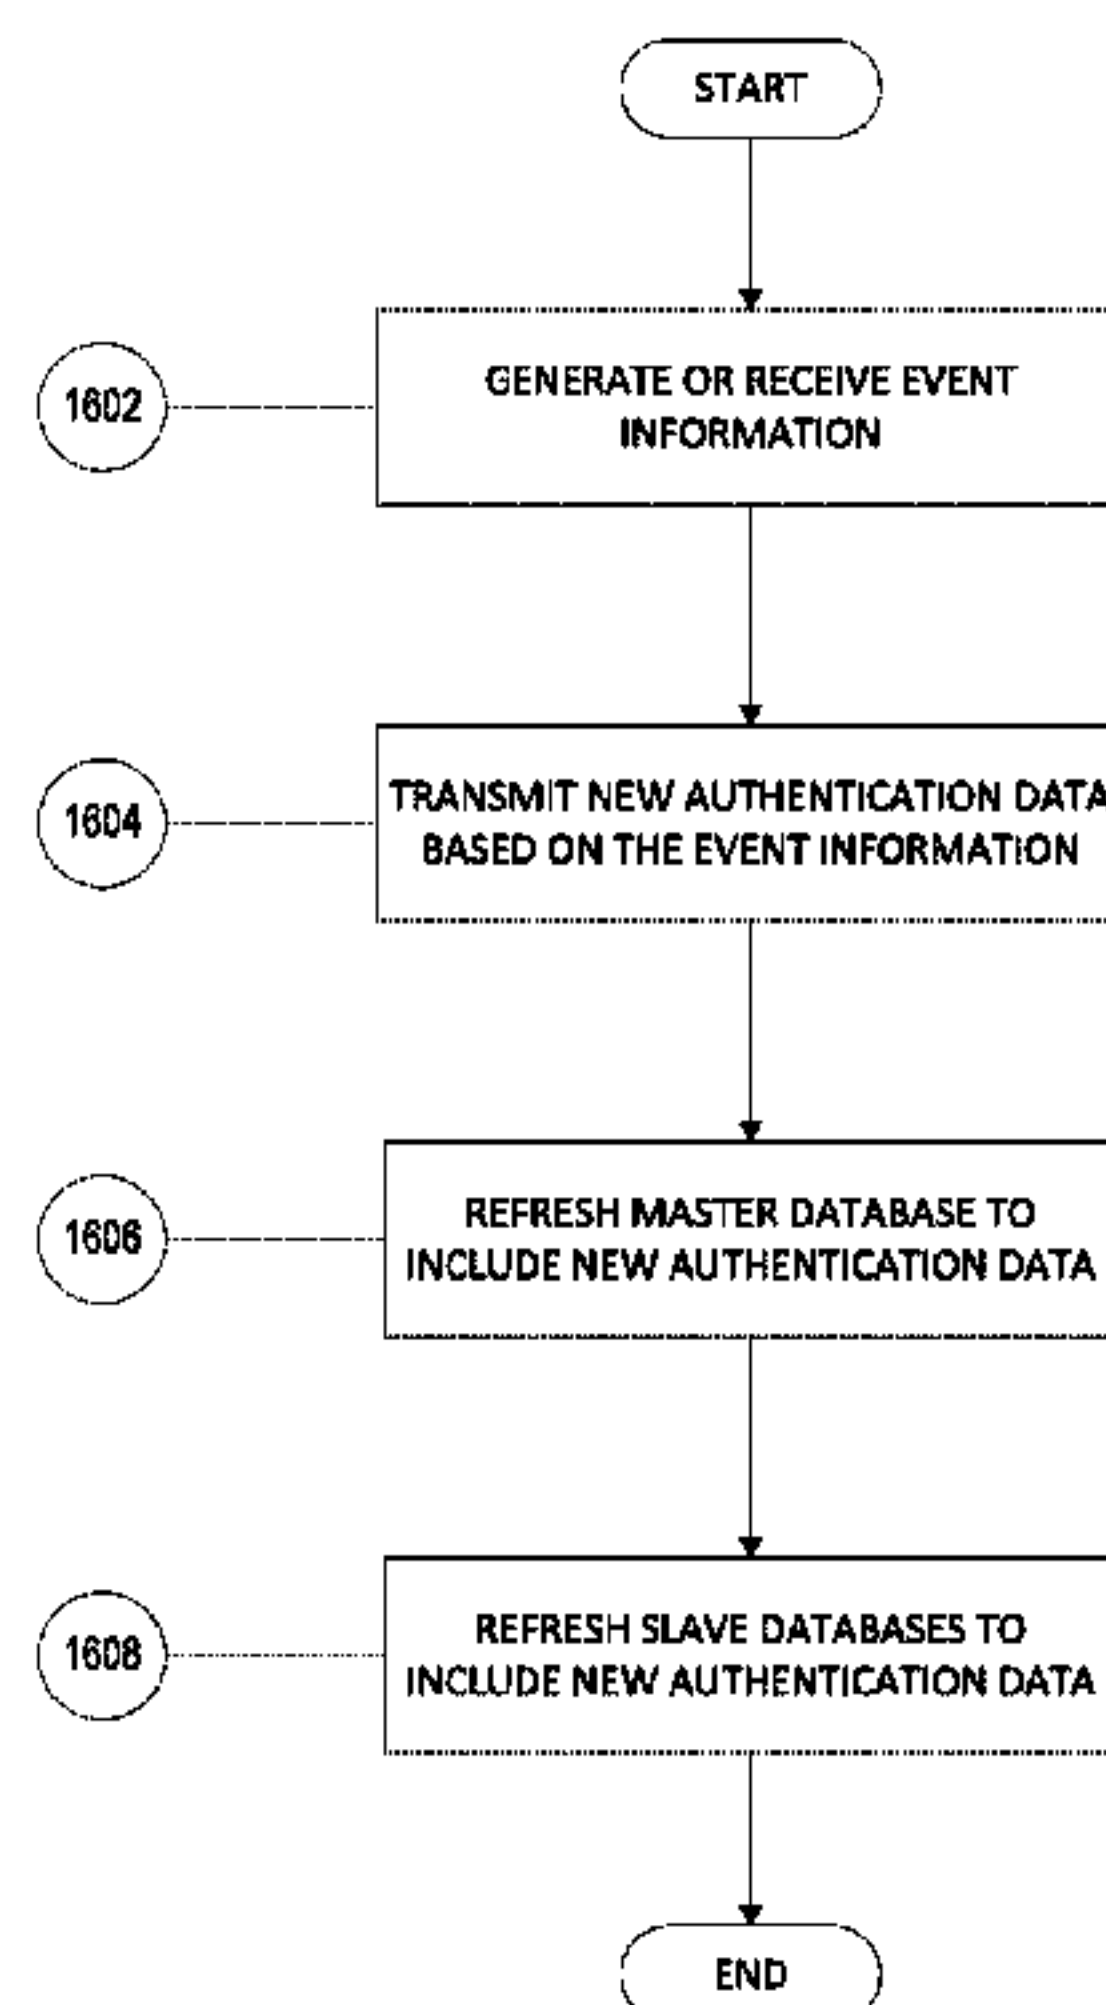 START
1602
GENERATE OR RECEIVE EVENT
INFORMATION
1604
TRANSMIT NEW AUTHENTICATION DATA
BASED ON THE EVENT INFORMATION
1606
REFRESH MASTER DATABASE TO
INCLUDE NEW AUTHENTICATION DATA
1608
REFRESH SLAVE DATABASES TO
INCLUDE NEW AUTHENTICATION DATA
END